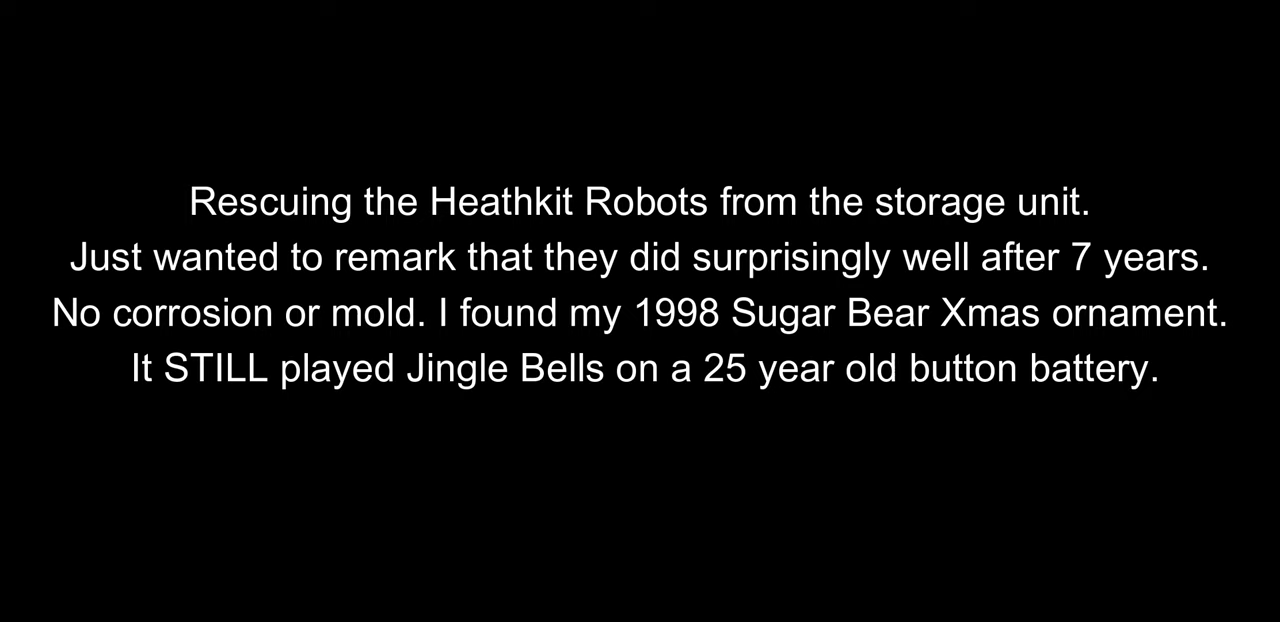 Rescuing the Heathkit Robots from the storage unit.
Just wanted to remark that they did surprisingly well after 7 years.
No corrosion or mold. I found my 1998 Sugar Bear Xmas ornament.
It STILL played Jingle Bells on a 25 year old button battery.